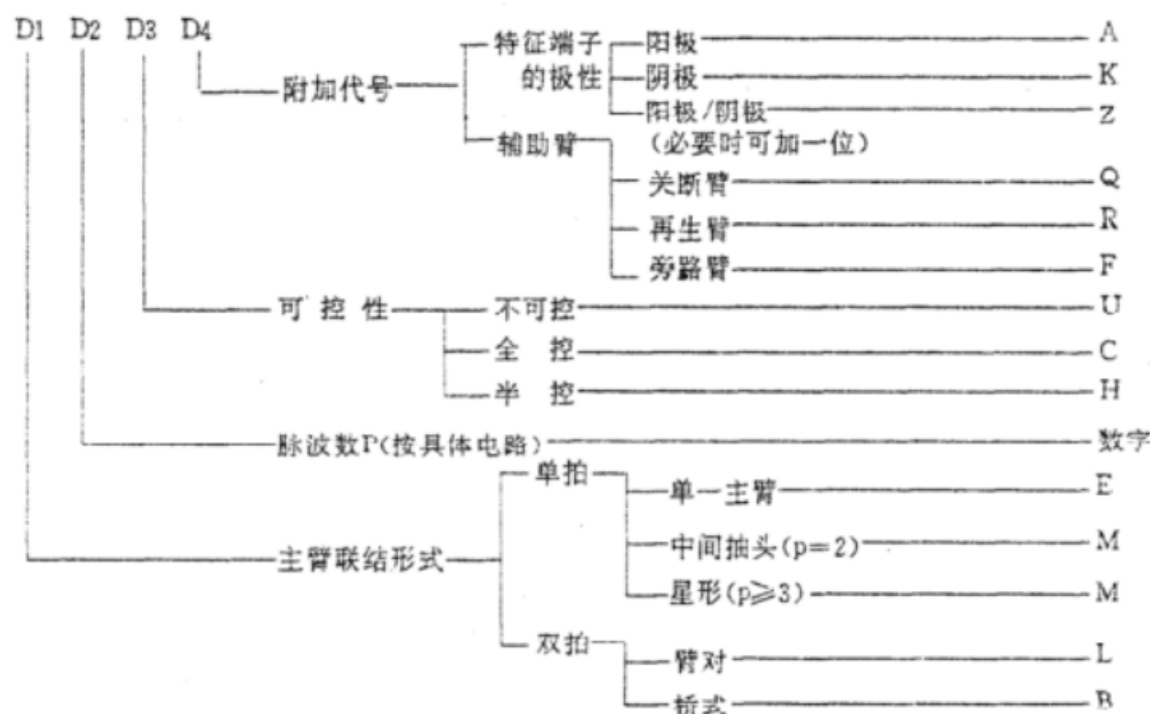 D1 D2 D3 D4
特征端子 阳极 A
的极性 阴极 K
附加代号
阳极/阴极 Z
辅助臂 (必要时可加一位)
关断臂 Q
再生臂 R
旁路臂 F
可控性 不可控 U
全控 C
半控 H
脉波数P(按具体电路) 数字
单拍
单一主臂 E
主臂联结形式 中间抽头(p=2) M
星形(p≥3) M
双拍
臂对 L
桥式 B